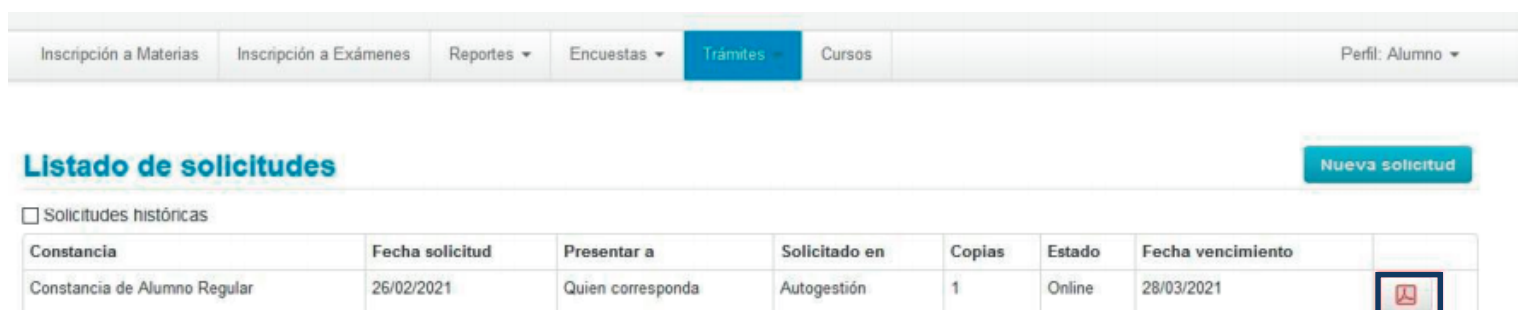 Inscripción a Materias Inscripción a Exámenes Reportes Encuestas Trámites Cursos Perfil: Alumno
Listado de solicitudes Nueva solicitud
Solicitudes históricas
Constancia Fecha solicitud Presentar a Solicitado en Copias Estado Fecha vencimiento
Constancia de Alumno Regular 26/02/2021 Quien corresponda Autogestión 1 Online 28/03/2021